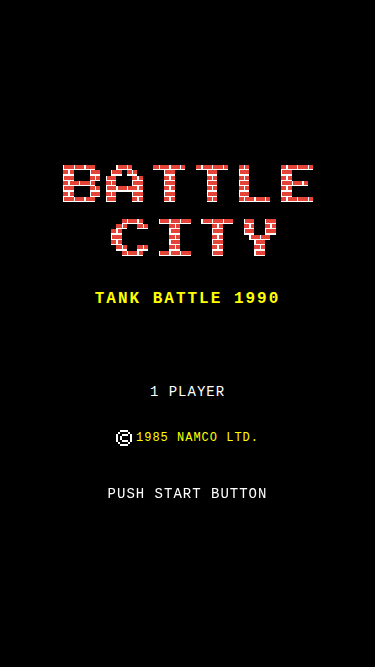 BATTLE
CITY
TANK BATTLE 1990
1 PLAYER
© 1985 NAMCO LTD.
PUSH START BUTTON